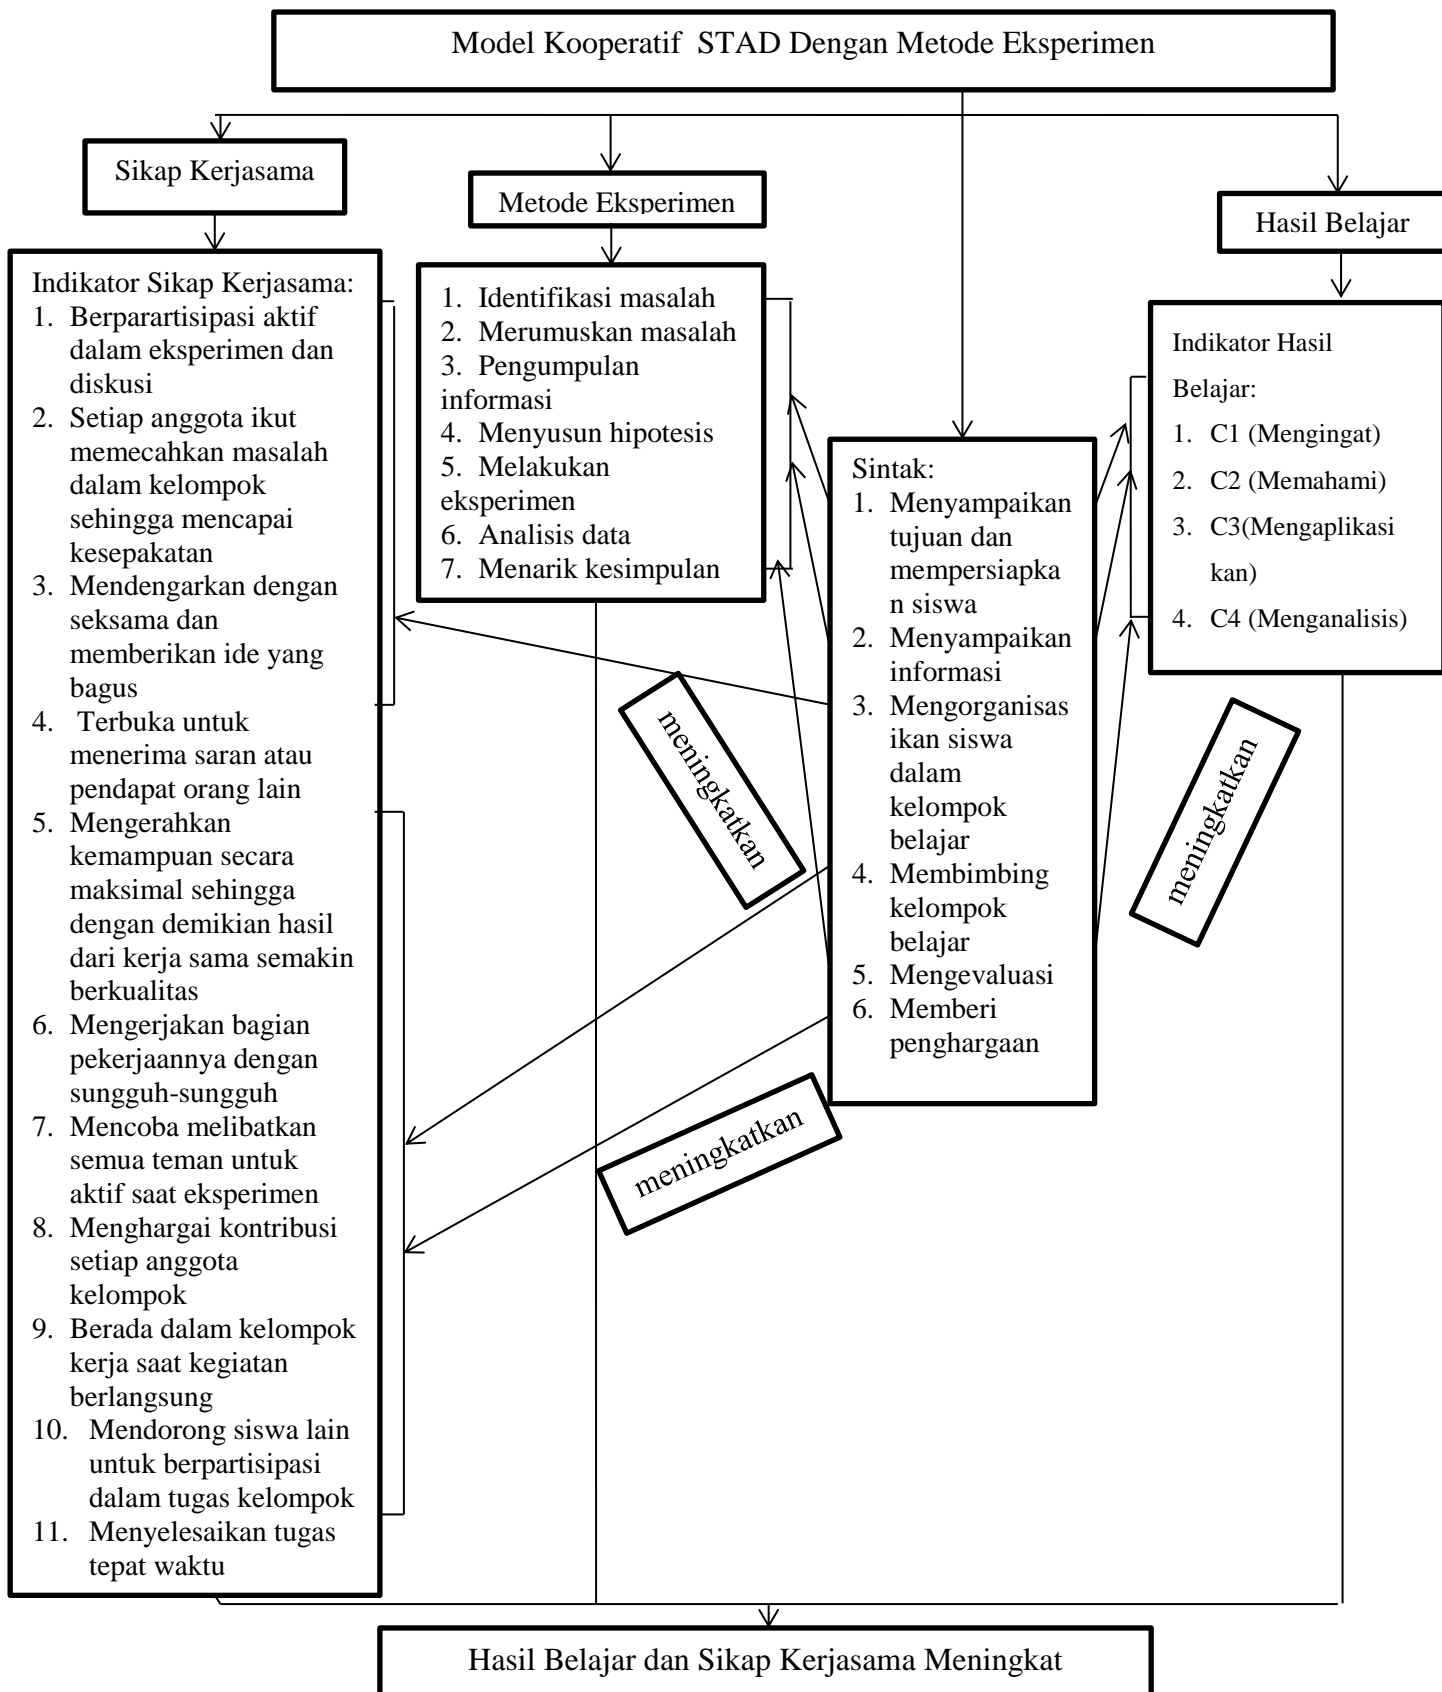 Model Kooperatif  STAD Dengan Metode Eksperimen
Sikap Kerjasama
Metode Eksperimen
Hasil Belajar
Indikator Sikap Kerjasama:
1. Berparartisipasi aktif
dalam eksperimen dan
diskusi
2. Setiap anggota ikut
memecahkan masalah
dalam kelompok
sehingga mencapai
kesepakatan
3. Mendengarkan dengan
seksama dan
memberikan ide yang
bagus
4. Terbuka untuk
menerima saran atau
pendapat orang lain
5. Mengerahkan
kemampuan secara
maksimal sehingga
dengan demikian hasil
dari kerja sama semakin
berkualitas
6. Mengerjakan bagian
pekerjaannya dengan
sungguh-sungguh
7. Mencoba melibatkan
semua teman untuk
aktif saat eksperimen
8. Menghargai kontribusi
setiap anggota
kelompok
9. Berada dalam kelompok
kerja saat kegiatan
berlangsung
10. Mendorong siswa lain
untuk berpartisipasi
dalam tugas kelompok
11. Menyelesaikan tugas
tepat waktu
1. Identifikasi masalah
2. Merumuskan masalah
3. Pengumpulan
informasi
4. Menyusun hipotesis
5. Melakukan
eksperimen
6. Analisis data
7. Menarik kesimpulan
Sintak:
1. Menyampaikan
tujuan dan
mempersiapka
n siswa
2. Menyampaikan
informasi
3. Mengorganisas
ikan siswa
dalam
kelompok
belajar
4. Membimbing
kelompok
belajar
5. Mengevaluasi
6. Memberi
penghargaan
Indikator Hasil
Belajar:
1. C1 (Mengingat)
2. C2 (Memahami)
3. C3(Mengaplikasi
kan)
4. C4 (Menganalisis)
meningkatkan
meningkatkan
meningkatkan
Hasil Belajar dan Sikap Kerjasama Meningkat